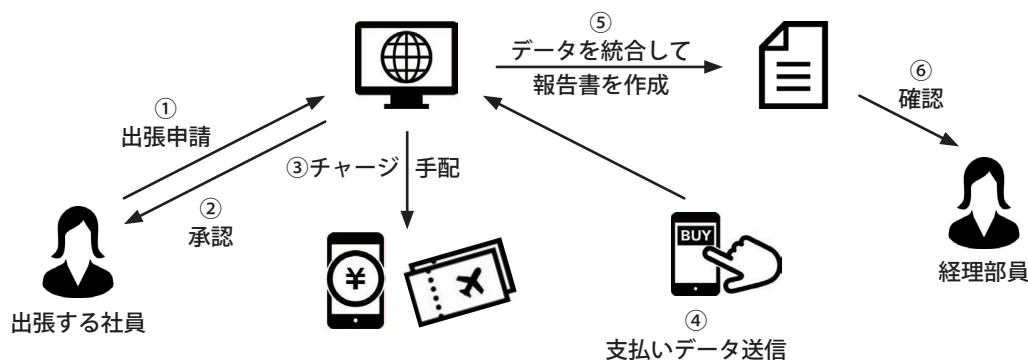 ①
出張申請
②
承認
③チャージ 手配
¥
出張する社員
⑤
データを統合して
報告書を作成
BUY
④
支払いデータ送信
⑥
確認
経理部員